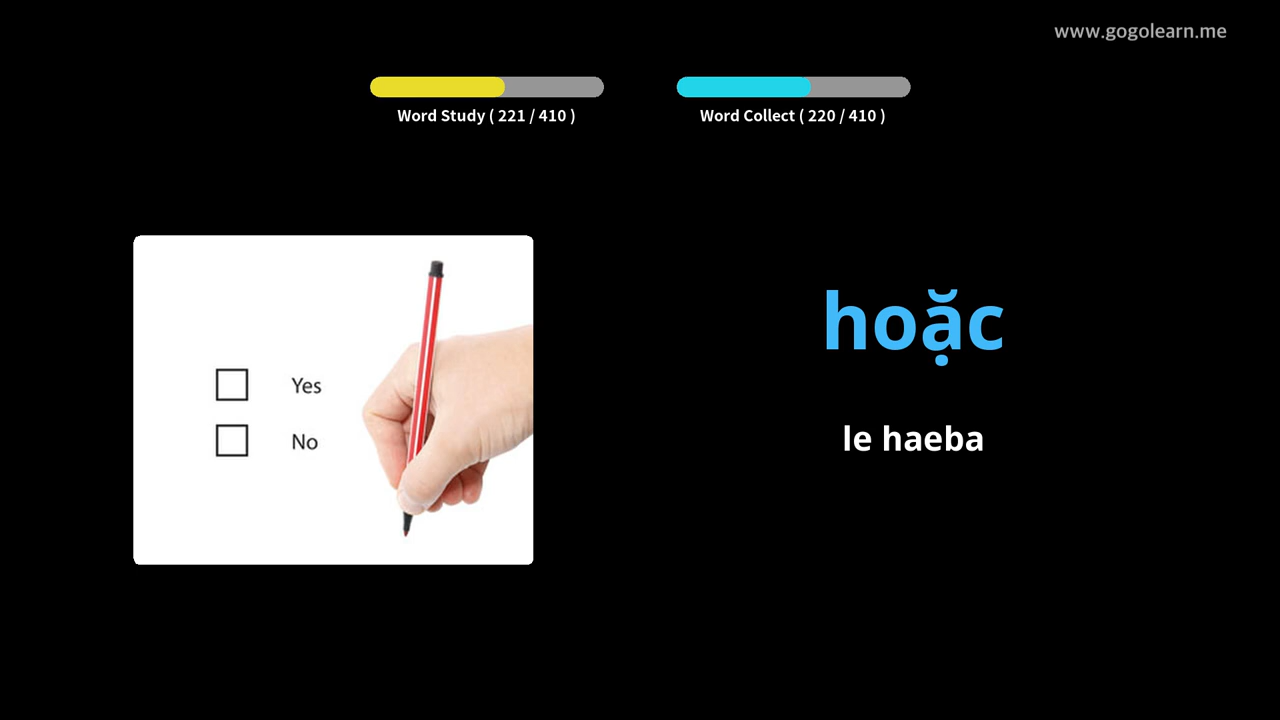 www.gogolearn.me
Word Study ( 221 / 410 )
Word Collect ( 220 / 410 )
Yes
No
hoặc
le haeba